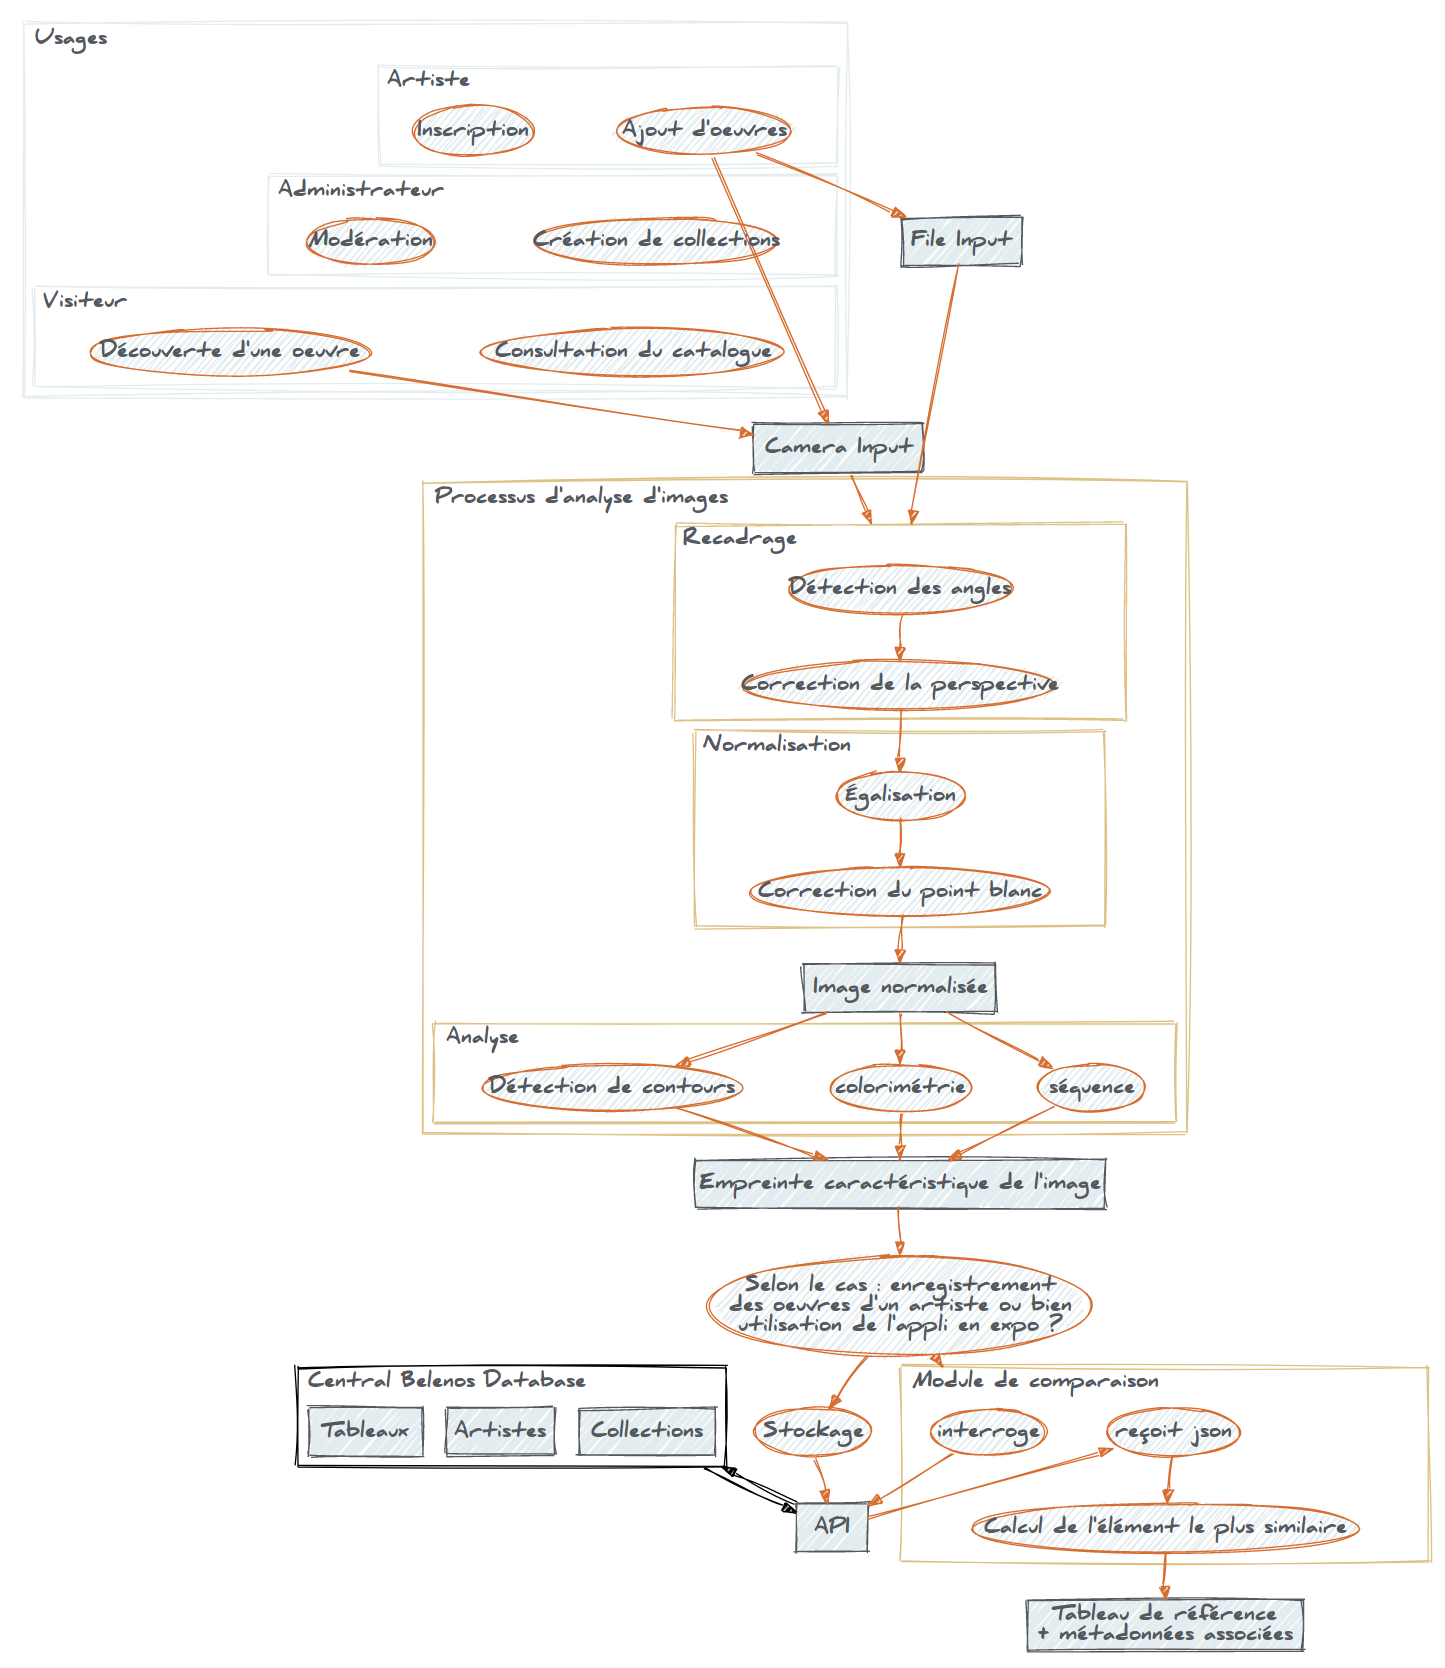 Usages
Artiste
Inscription
Ajout d'oeuvres
Administrateur
Modération
Création de collections
File Input
Visiteur
Découverte d'une oeuvre
Consultation du catalogue
Camera Input
Processus d'analyse d'images
Recadrage
Détection des angles
Correction de la perspective
Normalisation
Égalisation
Correction du point blanc
Image normalisée
Analyse
Détection de contours
colorimétrie
séquence
Empreinte caractéristique de l'image
Selon le cas : enregistrement
des oeuvres d'un artiste ou bien
utilisation de l'appli en expo ?
Central Belenos Database
Tableaux
Artistes
Collections
Stockage
Module de comparaison
interroge
reçoit json
API
Calcul de l'élément le plus similaire
Tableau de référence
+ métadonnées associées